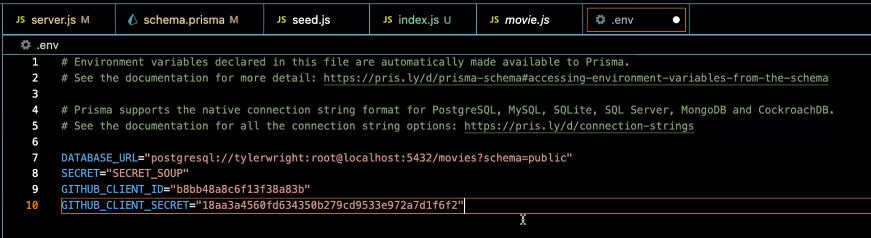 server.js M
schema.prisma M
seed.js
index.js U
movie.js
.env
.env
1 # Environment variables declared in this file are automatically made available to Prisma.
2 # See the documentation for more detail: https://pris.ly/d/prisma-schema#accessing-environment-variables-from-the-schema
3
4 # Prisma supports the native connection string format for PostgreSQL, MySQL, SQLite, SQL Server, MongoDB and CockroachDB.
5 # See the documentation for all the connection string options: https://pris.ly/d/connection-strings
6
7 DATABASE_URL="postgresql://tylerwright:root@localhost:5432/movies?schema=public"
8 SECRET="SECRET_SOUP"
9 GITHUB_CLIENT_ID="b8bb48a8c6f13f38a83b"
10 GITHUB_CLIENT_SECRET="18aa3a4560fd634350b279cd9533e972a7d1f6f2"